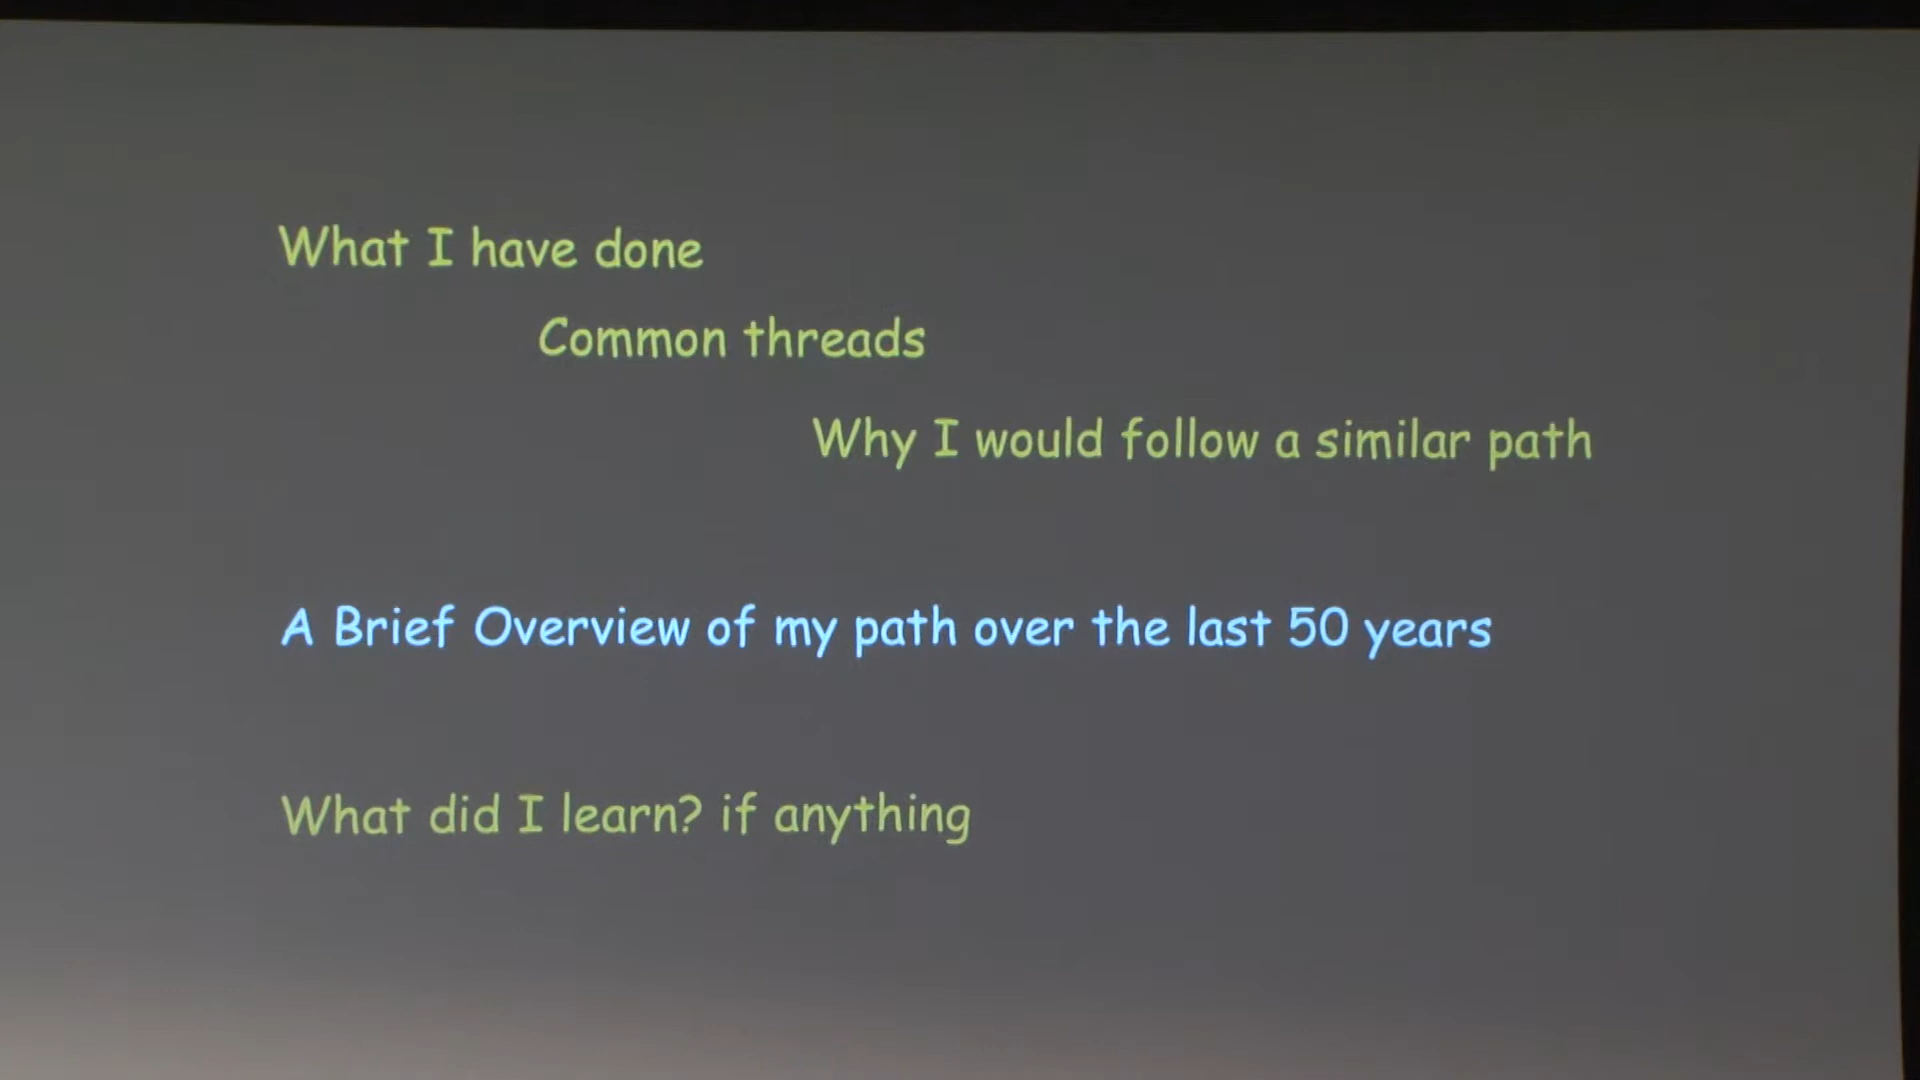 What I have done
Common threads
Why I would follow a similar path
A Brief Overview of my path over the last 50 years
What did I learn? if anything